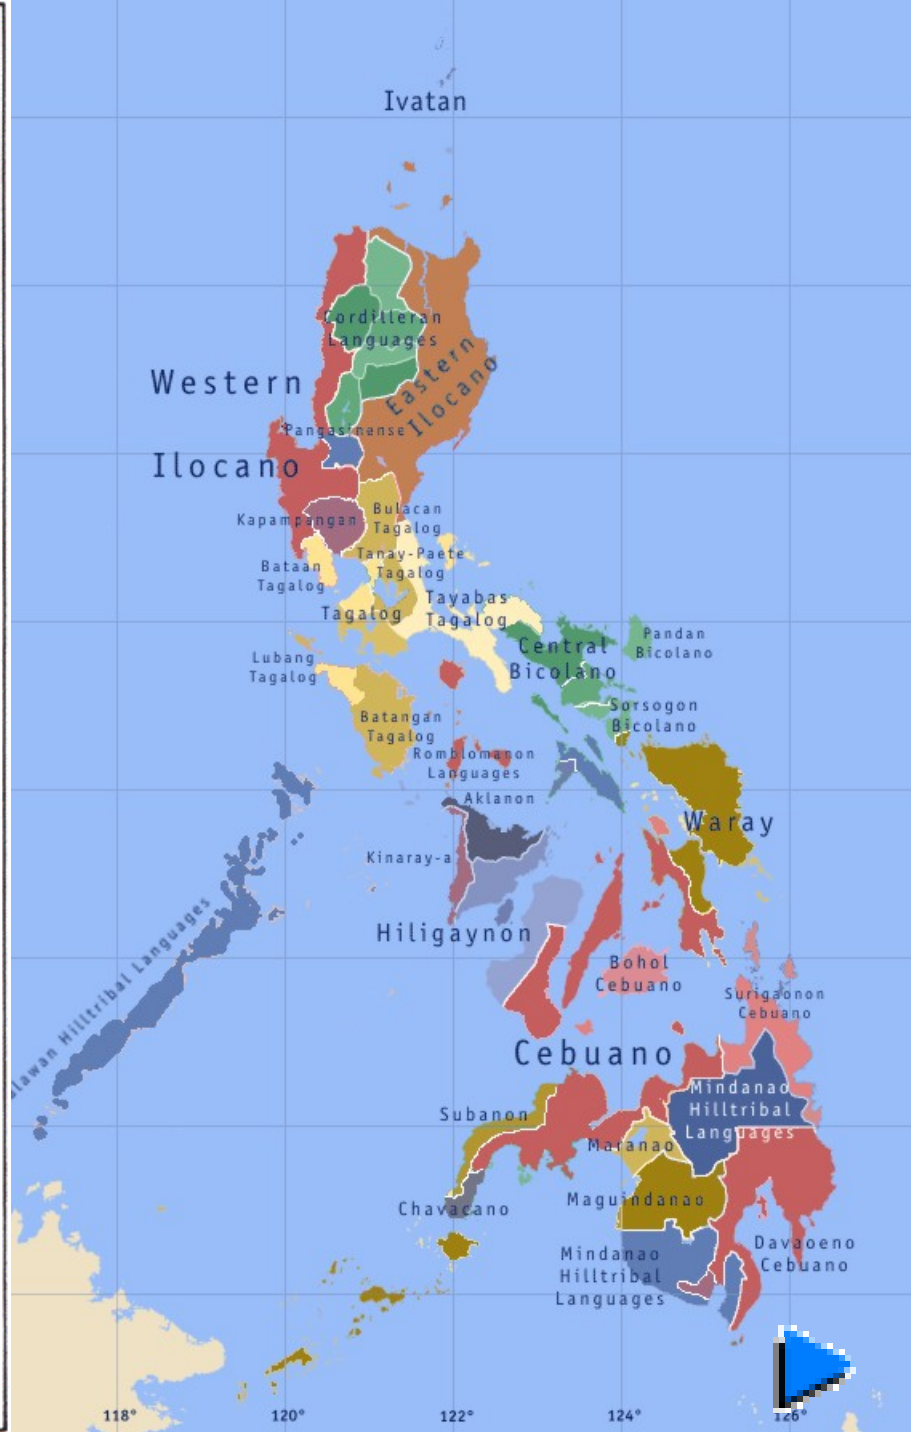 Ivatan
Cordilleran
Languages
Eastern
Ilocano
Western
Ilocano
Pangasinense
Kapampangan
Bulacan
Tagalog
Tanay-Paete
Tagalog
Bataan
Tagalog
Tagalog
Tayabas
Tagalog
Central
Bicolano
Pandan
Bicolano
Lubang
Tagalog
Batangan
Tagalog
Sorsogon
Bicolano
Romblomanon
Languages
Aklanon
Waray
Kinaray-a
Hiligaynon
alawan Hilltribal Languages
Bohol
Cebuano
Surigaonon
Cebuano
Cebuano
Mindanao
Hilltribal
Languages
Subanon
Maranao
Chavacano
Maguindanao
Mindanao
Hilltribal
Languages
Davaoeno
Cebuano
118° 120° 122° 124° 126°